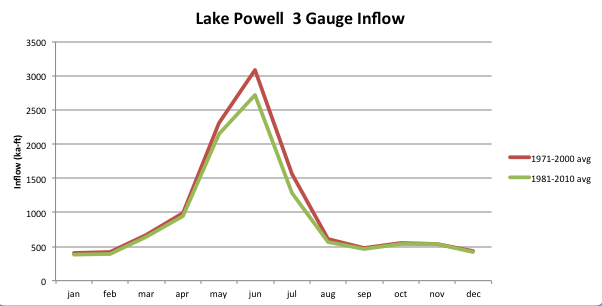 Lake Powell  3 Gauge Inflow
3500
3000
2500
2000
1500
1000
500
0
Inflow (ka-ft)
jan feb mar apr may jun jul aug sep oct nov dec
1971-2000 avg
1981-2010 avg